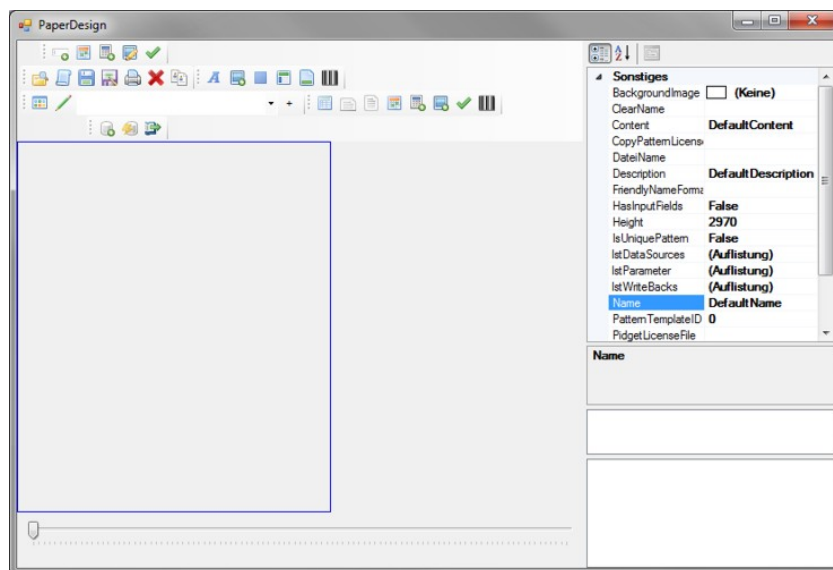 PaperDesign
Sonstiges
BackgroundImage (Keine)
ClearName
Content DefaultContent
CopyPatternLicense
DateiName
Description DefaultDescription
FriendlyNameForma
HasInputFields False
Height 2970
IsUniquePattern False
lstDataSources (Auflistung)
lstParameter (Auflistung)
lstWriteBacks (Auflistung)
Name DefaultName
PatternTemplateID 0
PidgetLicenseFile
Name